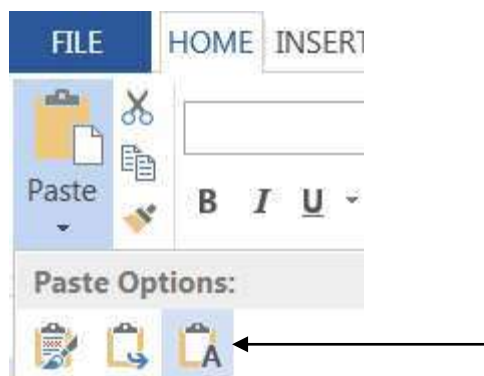 FILE HOME INSERT
Paste
B I U
Paste Options:
A